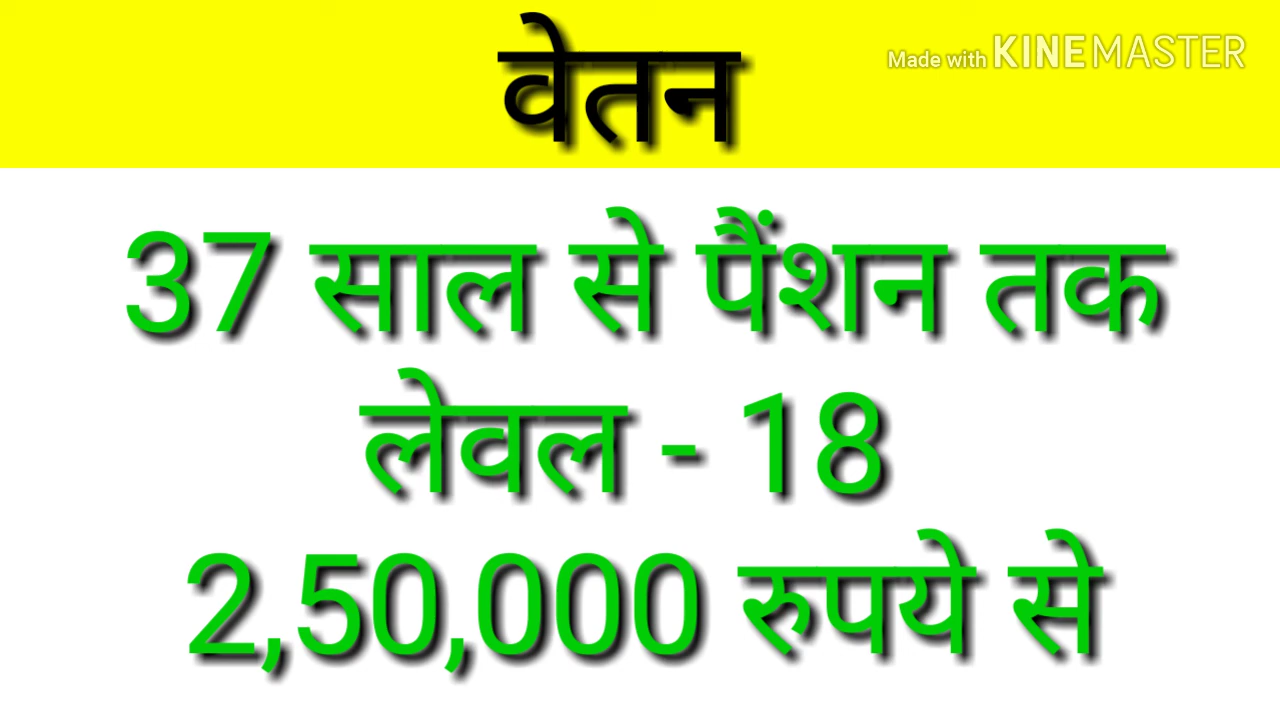 वेतन
Made with KINEMASTER
37 साल से पैंशन तक
लेवल - 18
2,50,000 रुपये से